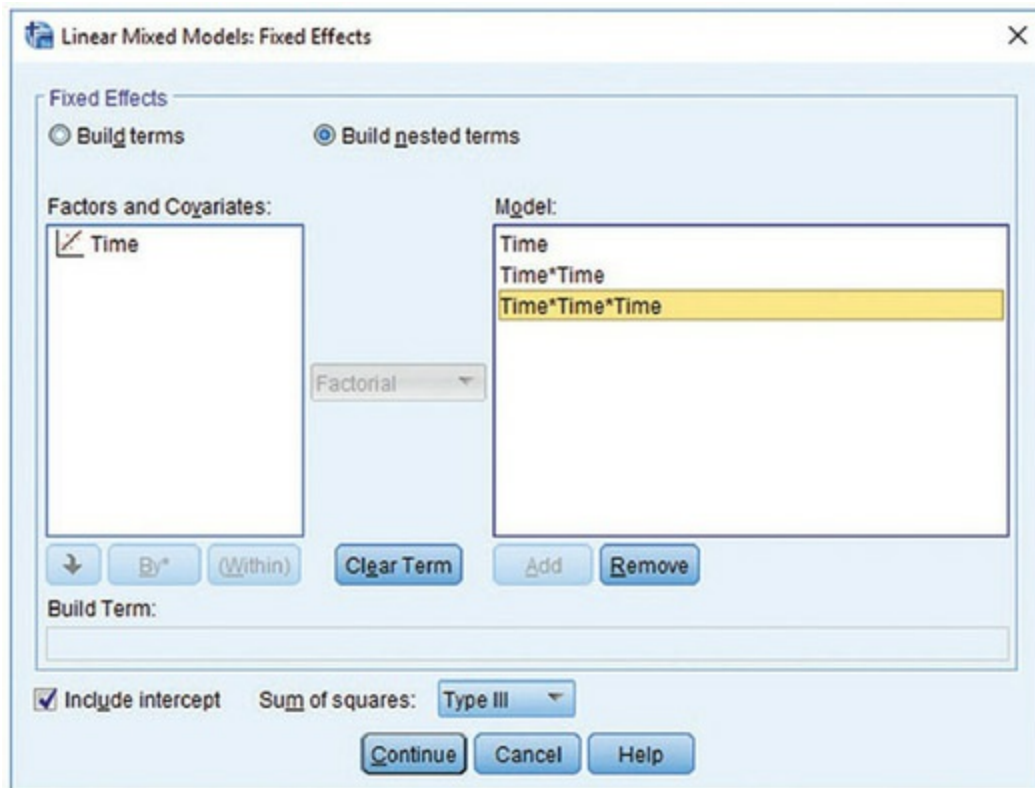 Linear Mixed Models: Fixed Effects
Fixed Effects
Build terms
Build nested terms
Factors and Covariates:
Time
Model:
Time
Time*Time
Time*Time*Time
Factorial
By*
(Within)
Clear Term
Add
Remove
Build Term:
Include intercept
Sum of squares:
Type III
Continue
Cancel
Help